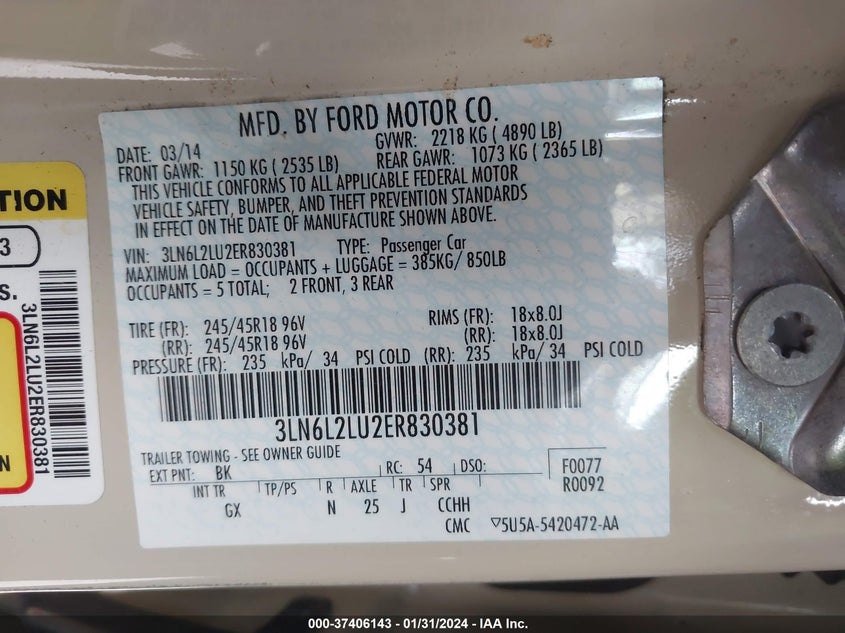 MFD. BY FORD MOTOR CO.
DATE: 03/14 GVWR: 2218 KG ( 4890 LB)
FRONT GAWR: 1150 KG ( 2535 LB) REAR GAWR: 1073 KG ( 2365 LB)
THIS VEHICLE CONFORMS TO ALL APPLICABLE FEDERAL MOTOR
VEHICLE SAFETY, BUMPER, AND THEFT PREVENTION STANDARDS
IN EFFECT ON THE DATE OF MANUFACTURE SHOWN ABOVE.
VIN: 3LN6L2LU2ER830381 TYPE: Passenger Car
MAXIMUM LOAD = OCCUPANTS + LUGGAGE = 385KG/ 850LB
OCCUPANTS = 5 TOTAL; 2 FRONT, 3 REAR
TIRE (FR): 245/45R18 96V RIMS (FR): 18x8.0J
(RR): 245/45R18 96V (RR): 18x8.0J
PRESSURE (FR): 235 kPa/ 34 PSI COLD (RR): 235 kPa/ 34 PSI COLD
3LN6L2LU2ER830381
TRAILER TOWING - SEE OWNER GUIDE
EXT PNT: BK RC: 54 DSO: F0077
R0092
INT TR TP/PS R AXLE TR SPR
GX N 25 J CCHH
CMC ▽5U5A-5420472-AA
TION
3
S.
N
3LN6L2LU2ER830381
000-37406143 — 01/31/2024 — IAA Inc.